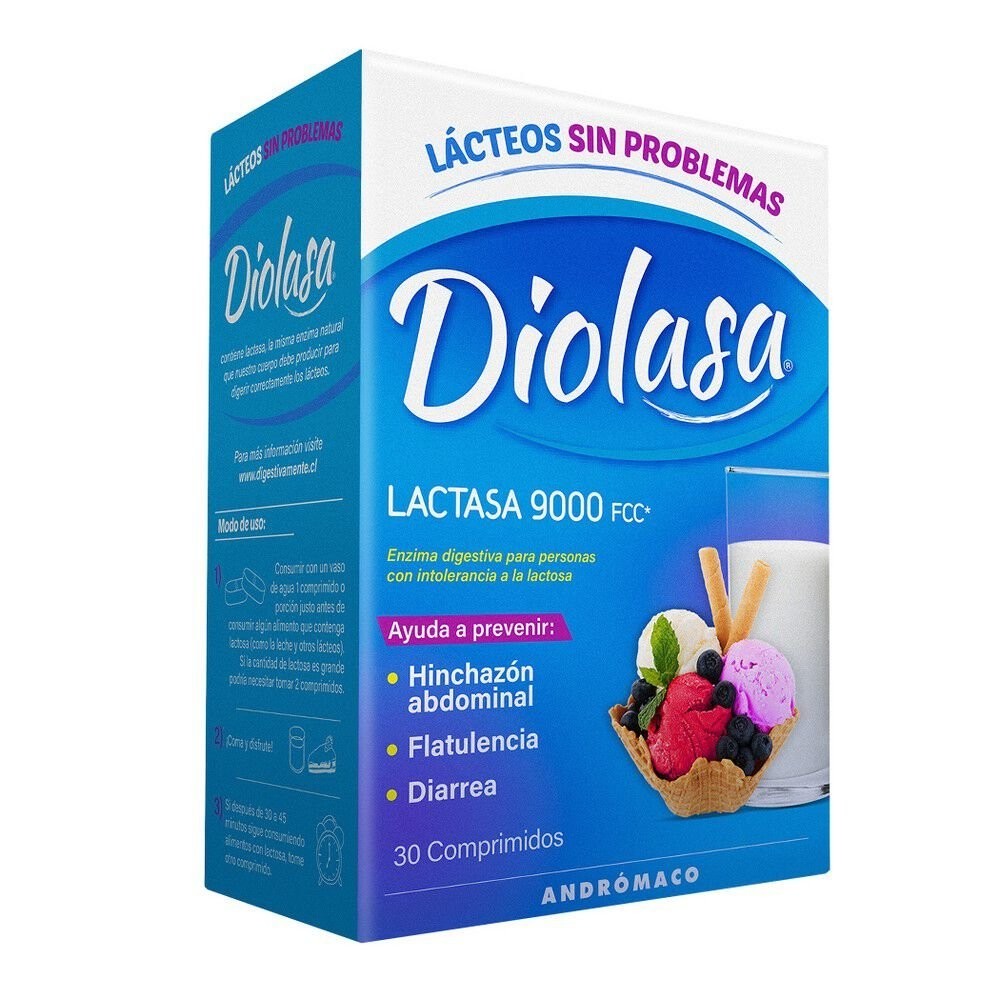 LÁCTEOS SIN PROBLEMAS
Diolasa®
LACTASA 9000 FCC*
Enzima digestiva para personas
con intolerancia a la lactosa
Ayuda a prevenir:
• Hinchazón
abdominal
• Flatulencia
• Diarrea
30 Comprimidos
ANDRÓMACO
LÁCTEOS SIN PROBLEMAS
Diolasa®
contiene lactasa, la misma enzima natural
que nuestro cuerpo debe producir para
digerir correctamente los lácteos.
Para más información visite
www.digestivamente.cl
Modo de uso:
1) Consumir con un vaso
de agua 1 comprimido o
porción justo antes de
consumir algún alimento que contenga
lactosa (como la leche y otros lácteos).
Si la cantidad de lactosa es grande
podría necesitar tomar 2 comprimidos.
2) ¡Coma y disfrute!
3) Si después de 30 a 45
minutos sigue consumiendo
alimentos con lactosa, tome
otro comprimido.